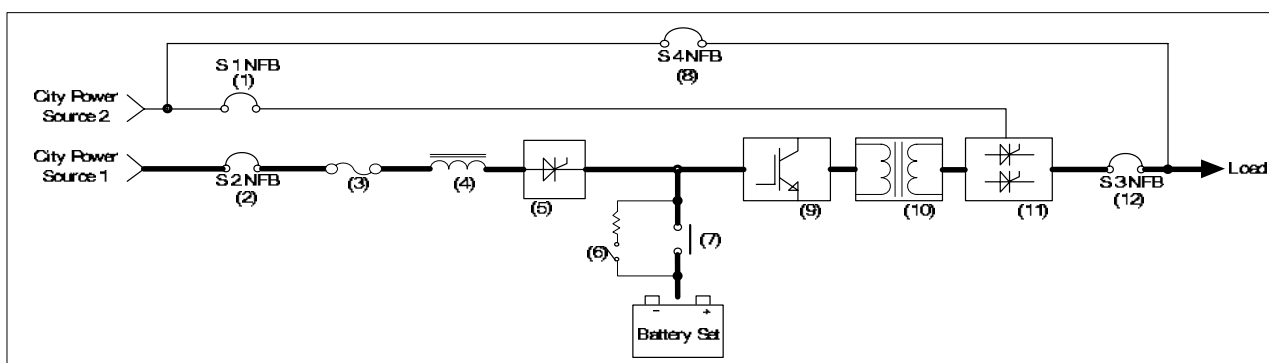 S1NFB
(1)
S4NFB
(8)
City Power
Source 2
City Power
Source 1
S2NFB
(2)
(3)
(4)
(5)
(6)
(7)
(9)
(10)
(11)
S3NFB
(12)
Load
- +
Battery Set